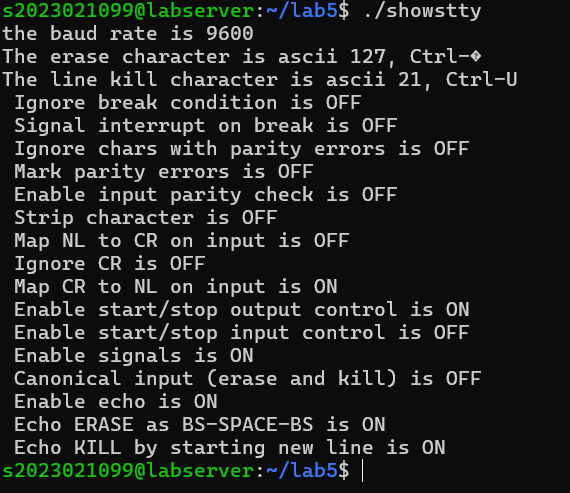 s2023021099@labserver:~/lab5$ ./showstty
the baud rate is 9600
The erase character is ascii 127, Ctrl-�
The line kill character is ascii 21, Ctrl-U
Ignore break condition is OFF
Signal interrupt on break is OFF
Ignore chars with parity errors is OFF
Mark parity errors is OFF
Enable input parity check is OFF
Strip character is OFF
Map NL to CR on input is OFF
Ignore CR is OFF
Map CR to NL on input is ON
Enable start/stop output control is ON
Enable start/stop input control is OFF
Enable signals is ON
Canonical input (erase and kill) is OFF
Enable echo is ON
Echo ERASE as BS-SPACE-BS is ON
Echo KILL by starting new line is ON
s2023021099@labserver:~/lab5$